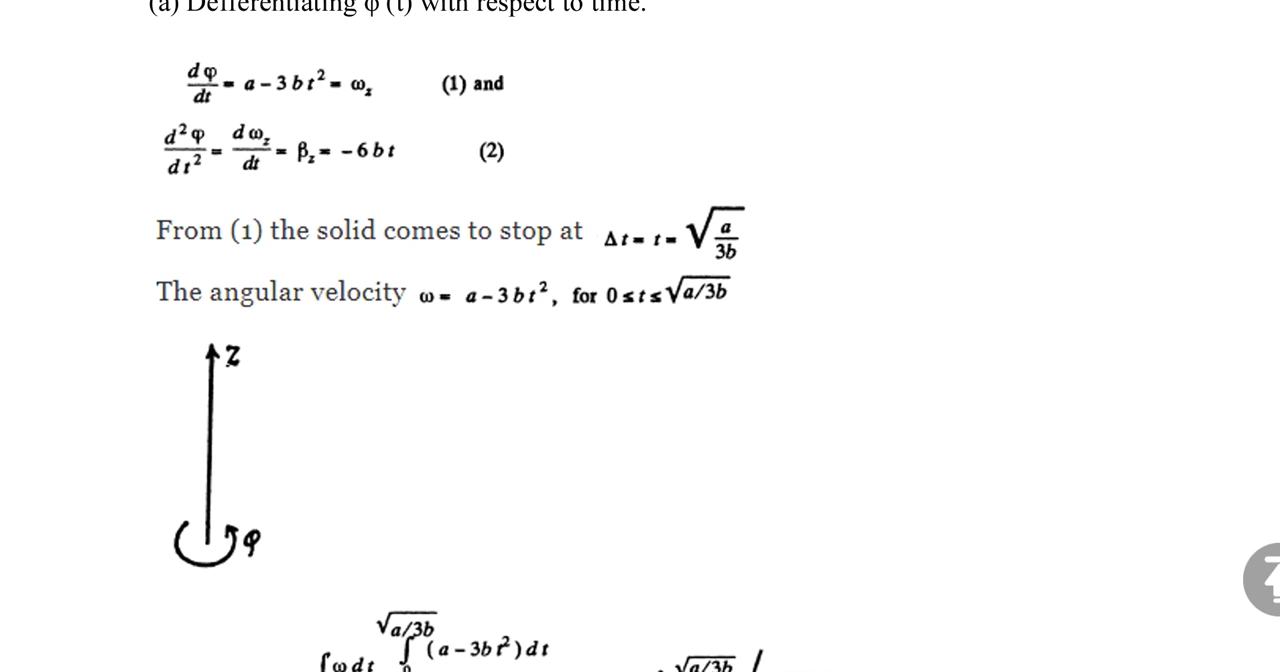 (a) Defferentiating φ (t) with respect to time.
dφ/dt = a - 3bt² = ω_z (1) and
d²φ/dt² = dω_z/dt = β_z = -6bt (2)
From (1) the solid comes to stop at Δt = t = √(a/3b)
The angular velocity ω = a - 3bt², for 0 ≤ t ≤ √a/3b
Z
φ
√a/3b
∫ωdt ∫ (a - 3bt²)dt
0 √a/3b